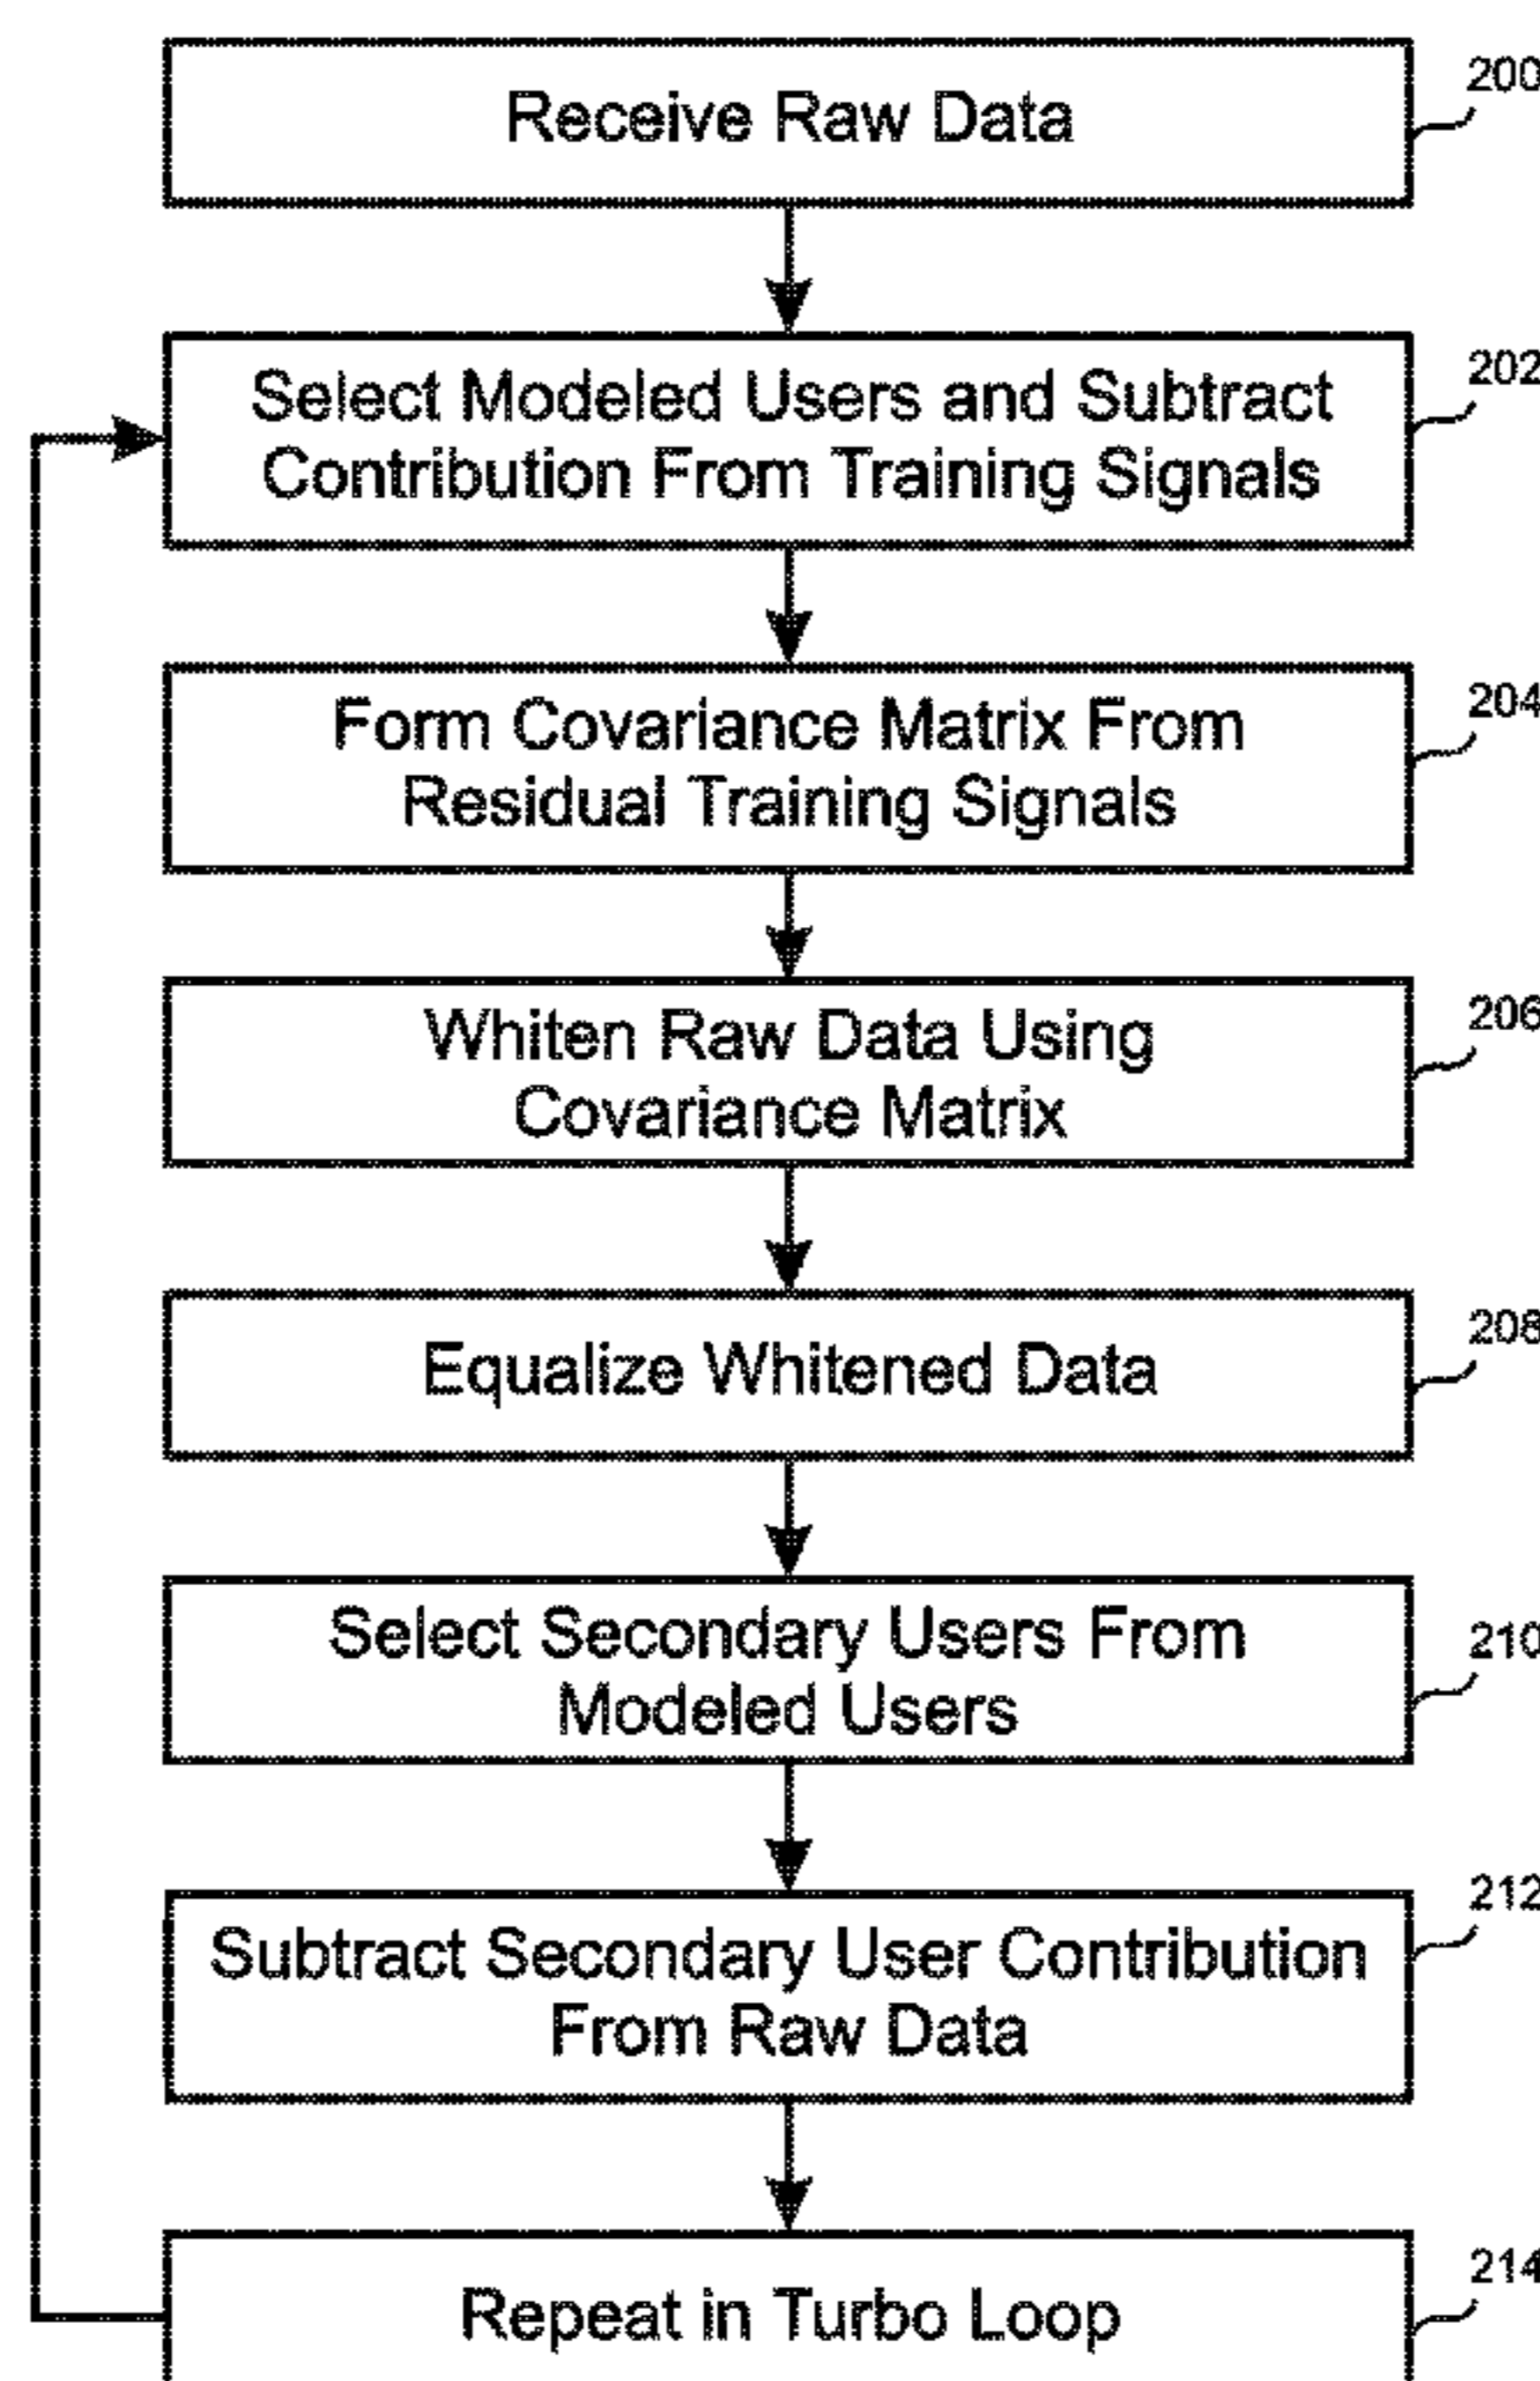 Receive Raw Data
200
Select Modeled Users and Subtract
Contribution From Training Signals
202
Form Covariance Matrix From
Residual Training Signals
204
Whiten Raw Data Using
Covariance Matrix
206
Equalize Whitened Data
208
Select Secondary Users From
Modeled Users
210
Subtract Secondary User Contribution
From Raw Data
212
Repeat in Turbo Loop
214